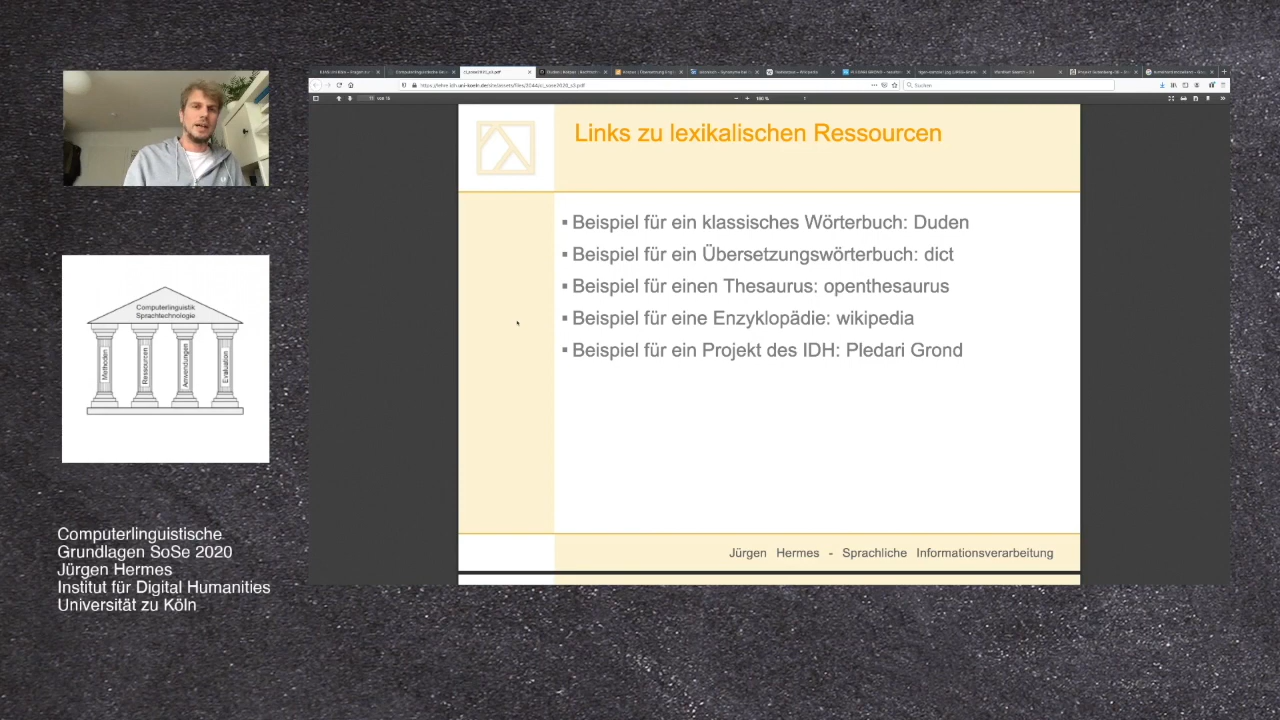 Computerlinguistik
Sprachtechnologie
Methoden
Ressourcen
Anwendungen
Evaluation
Computerlinguistische
Grundlagen SoSe 2020
Jürgen Hermes
Institut für Digital Humanities
Universität zu Köln
100 %
Suchen
Links zu lexikalischen Ressourcen
▪ Beispiel für ein klassisches Wörterbuch: Duden
▪ Beispiel für ein Übersetzungswörterbuch: dict
▪ Beispiel für einen Thesaurus: openthesaurus
▪ Beispiel für eine Enzyklopädie: wikipedia
▪ Beispiel für ein Projekt des IDH: Pledari Grond
Jürgen Hermes - Sprachliche Informationsverarbeitung